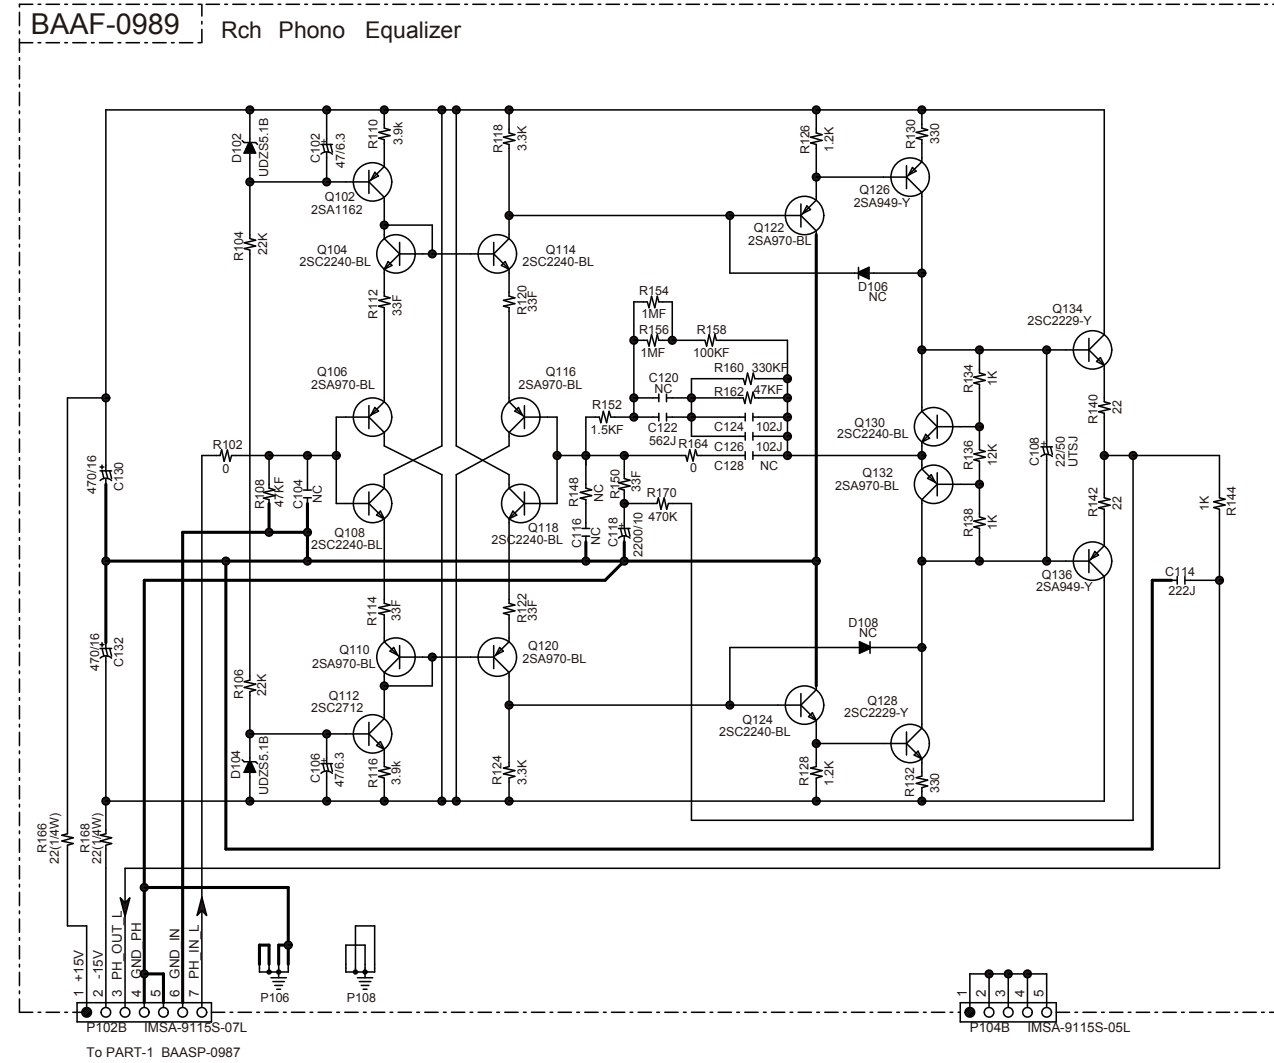 BAAF-0989
Rch Phono Equalizer
D102
UDZS5.1B
C102
47/6.3
R110
3.9k
R118
3.3K
R126
1.2K
R130
330
Q102
2SA1162
Q126
2SA949-Y
Q122
2SA970-BL
R104
22K
Q104
2SC2240-BL
Q114
2SC2240-BL
D106
NC
R112
33F
R120
33F
R154
1MF
R156
1MF
R158
100KF
Q134
2SC2229-Y
Q106
2SA970-BL
Q116
2SA970-BL
R160
330KF
R162
47KF
C120
NC
C122
562J
C124
102J
C126
102J
C128
NC
R152
1.5KF
R164
0
R134
1K
R140
22
Q130
2SC2240-BL
R136
12K
C108
22/50
UTSJ
Q132
2SA970-BL
R102
0
470/16
C130
R108
47KF
C104
NC
R148
NC
R150
33F
R170
470K
R138
1K
R142
22
1K
R144
Q108
2SC2240-BL
Q118
2SC2240-BL
C116
NC
C118
2200/10
Q136
2SA949-Y
C114
222J
R114
33F
R122
33F
470/16
C132
Q110
2SA970-BL
Q120
2SA970-BL
D108
NC
R106
22K
Q112
2SC2712
Q124
2SC2240-BL
Q128
2SC2229-Y
D104
UDZS5.1B
C106
47/6.3
R116
3.9k
R124
3.3K
R128
1.2K
R132
330
R166
22(1/4W)
R168
22(1/4W)
+15V
-15V
PH_OUT_L
GND_PH
GND_IN
PH_IN_L
1 2 3 4 5 6 7
P106
P108
1 2 3 4 5
P102B IMSA-9115S-07L
P104B IMSA-9115S-05L
To PART-1 BAASP-0987